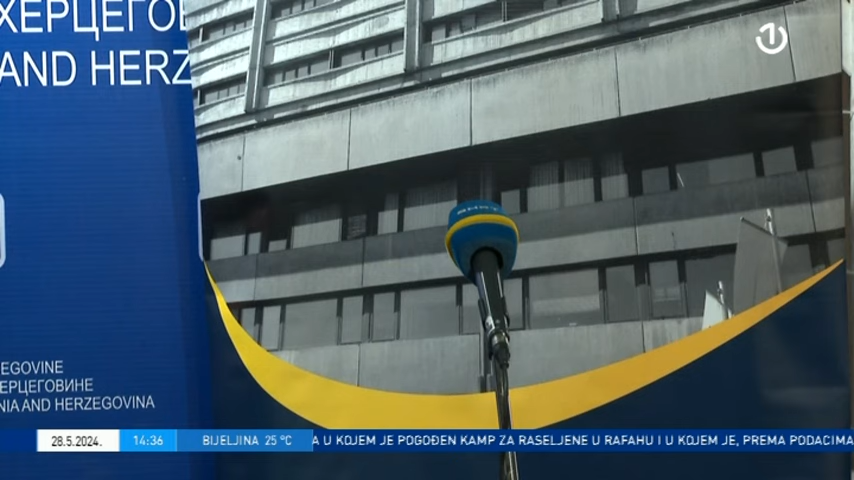 ХЕРЦЕГОВ
AND HERZ
EGOVINE
ЕРЦЕГОВИНЕ
NIA AND HERZEGOVINA
28.5.2024. 14:36 BIJELJINA 25 °C A U KOJEM JE POGOĐEN KAMP ZA RASELJENE U RAFAHU I U KOJEM JE, PREMA PODACIMA